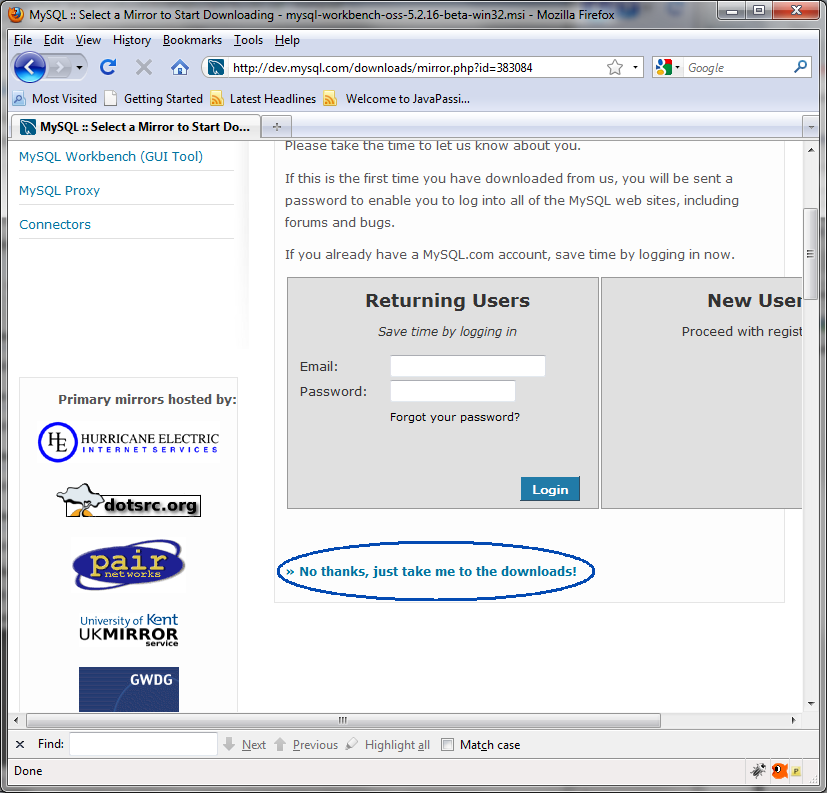 MySQL :: Select a Mirror to Start Downloading - mysql-workbench-oss-5.2.16-beta-win32.msi - Mozilla Firefox
File Edit View History Bookmarks Tools Help
http://dev.mysql.com/downloads/mirror.php?id=383084
Google
Most Visited Getting Started Latest Headlines Welcome to JavaPassi...
MySQL :: Select a Mirror to Start Do...
MySQL Workbench (GUI Tool)
MySQL Proxy
Connectors
Primary mirrors hosted by:
HE HURRICANE ELECTRIC
INTERNET SERVICES
dotsrc.org
pair
networks
University of Kent
UKMIRROR
service
GWDG
Please take the time to let us know about you.
If this is the first time you have downloaded from us, you will be sent a
password to enable you to log into all of the MySQL web sites, including
forums and bugs.
If you already have a MySQL.com account, save time by logging in now.
Returning Users
Save time by logging in
Email:
Password:
Forgot your password?
Login
New User
Proceed with regist
» No thanks, just take me to the downloads!
Find: Next Previous Highlight all Match case
Done
P